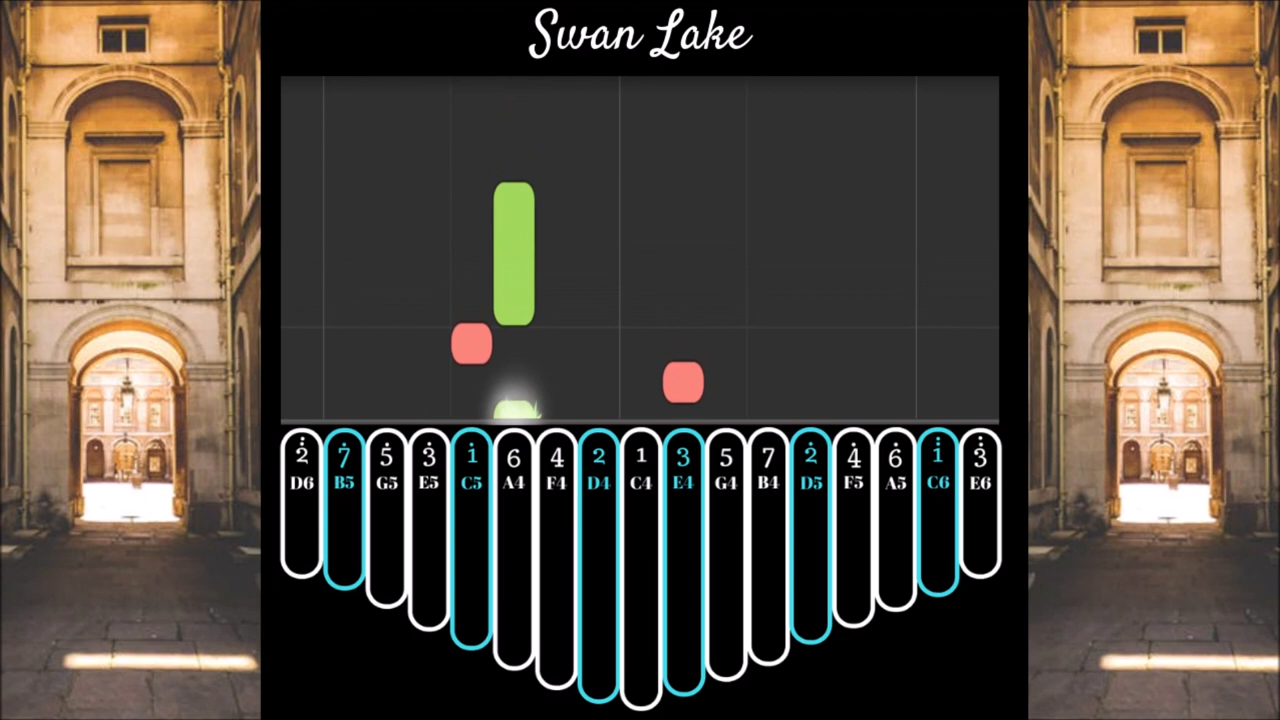 Swan Lake
2̈ 7̇ 5̇ 3̇ 1̇ 6 4 2 1 3 5 7 2̇ 4̇ 6̇ 1̈ 3̈
D6 B5 G5 E5 C5 A4 F4 D4 C4 E4 G4 B4 D5 F5 A5 C6 E6